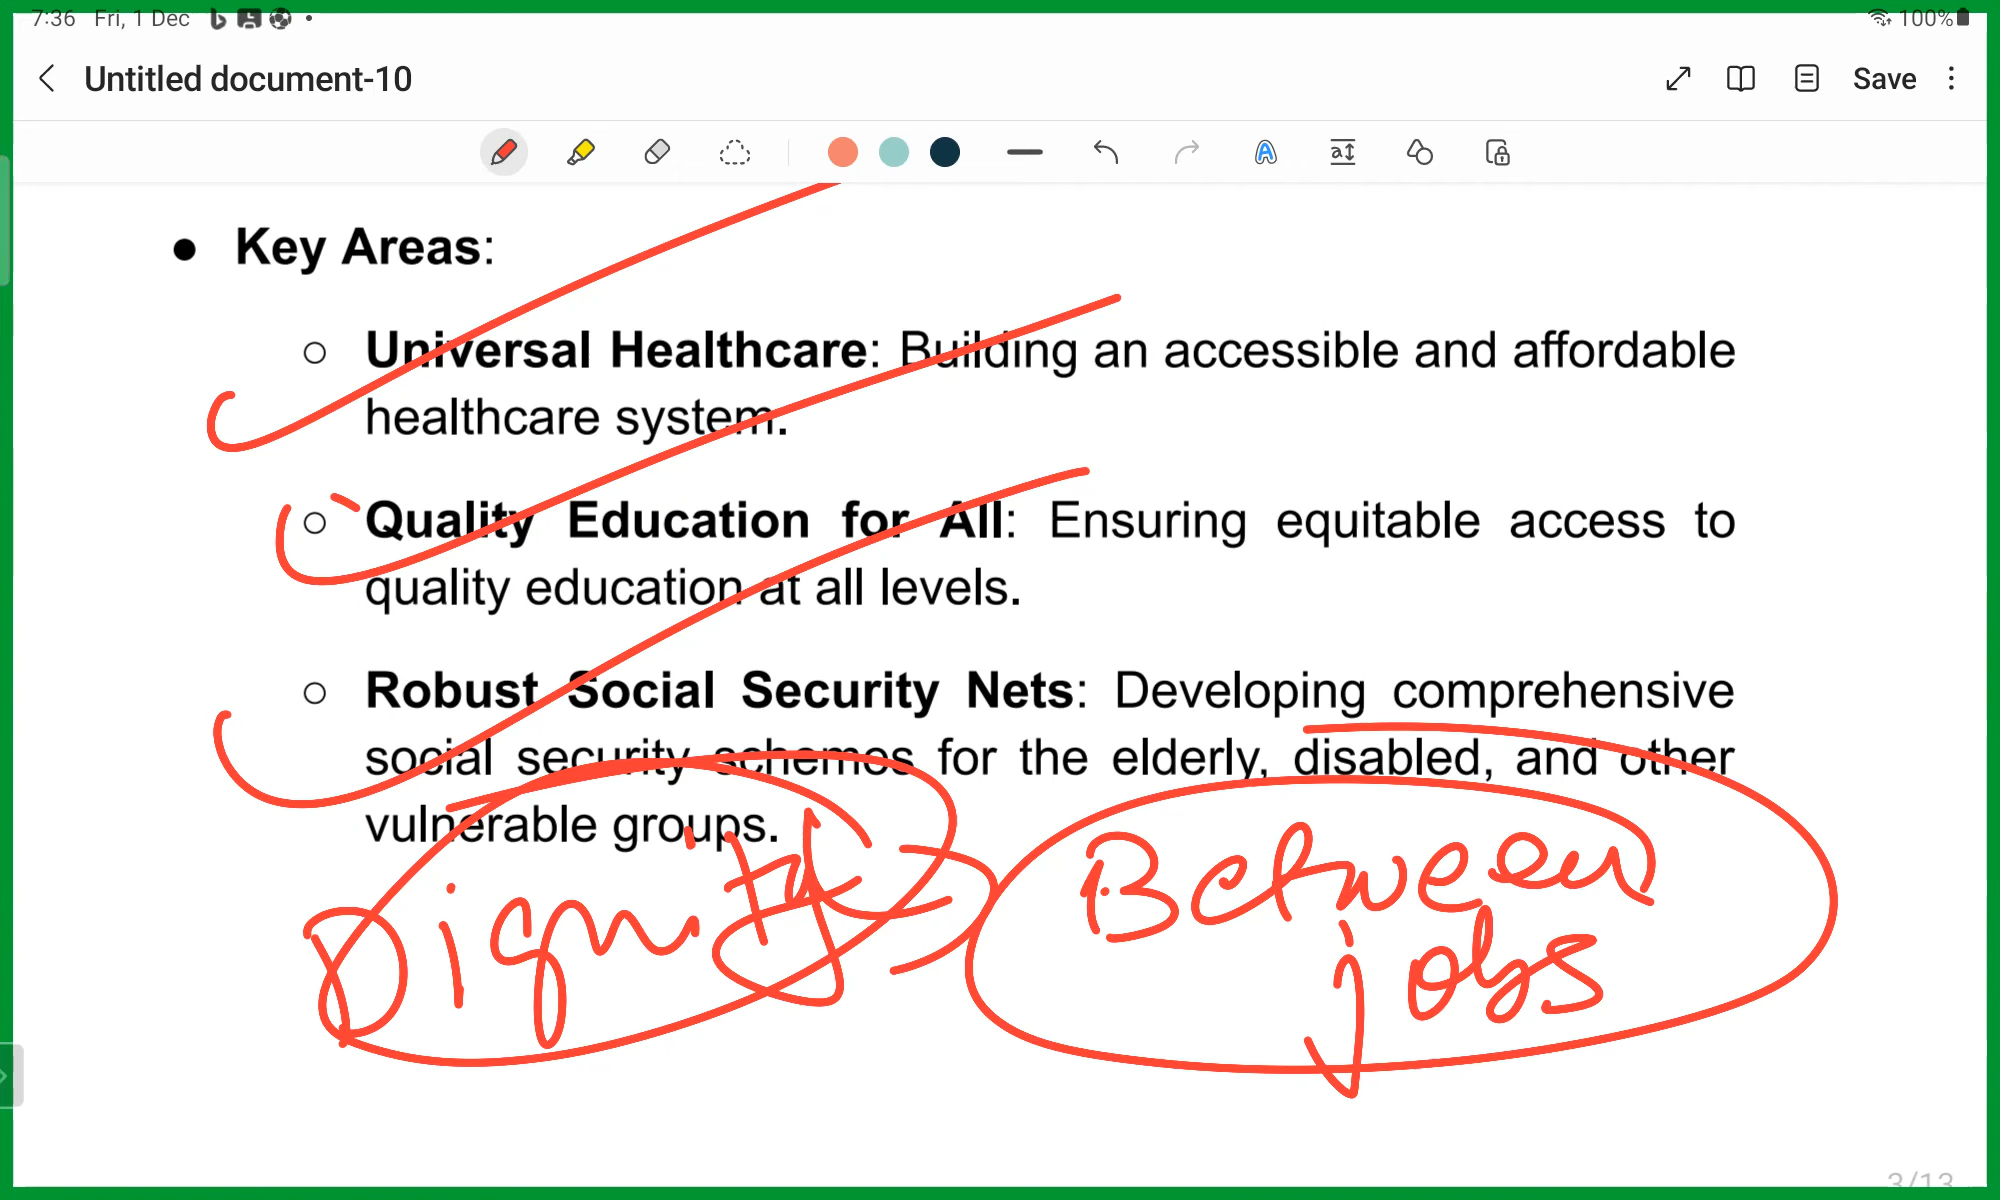 7:36 Fri, 1 Dec
100%
Untitled document-10
Save
● Key Areas:
○ Universal Healthcare: Building an accessible and affordable
healthcare system.
○ Quality Education for All: Ensuring equitable access to
quality education at all levels.
○ Robust Social Security Nets: Developing comprehensive
social security schemes for the elderly, disabled, and other
vulnerable groups.
Dignity
Between
jobs
3/13